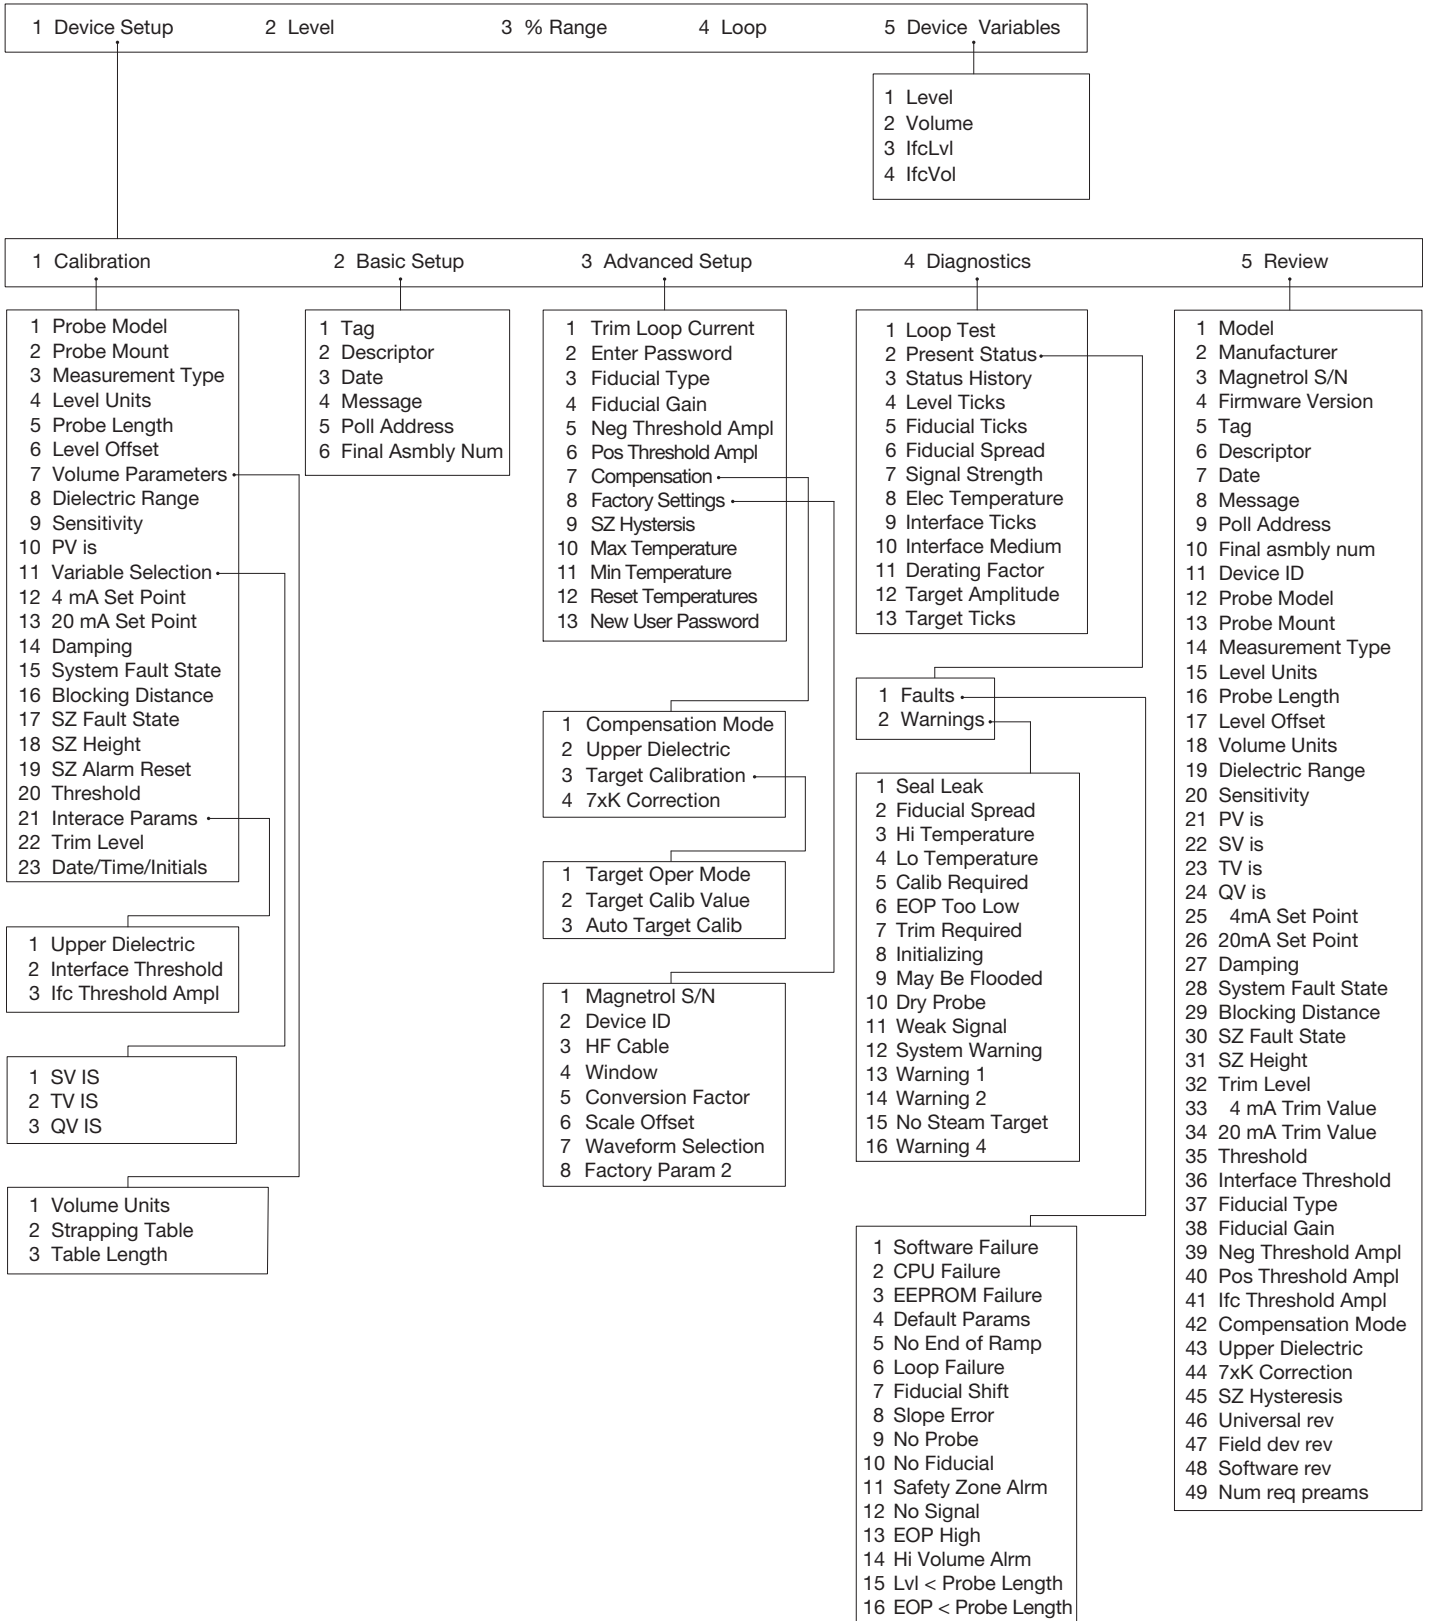 1 Device Setup
2 Level
3 % Range
4 Loop
5 Device Variables
1 Level
2 Volume
3 IfcLvl
4 IfcVol
1 Calibration
2 Basic Setup
3 Advanced Setup
4 Diagnostics
5 Review
1 Probe Model
2 Probe Mount
3 Measurement Type
4 Level Units
5 Probe Length
6 Level Offset
7 Volume Parameters
8 Dielectric Range
9 Sensitivity
10 PV is
11 Variable Selection
12 4 mA Set Point
13 20 mA Set Point
14 Damping
15 System Fault State
16 Blocking Distance
17 SZ Fault State
18 SZ Height
19 SZ Alarm Reset
20 Threshold
21 Interace Params
22 Trim Level
23 Date/Time/Initials
1 Upper Dielectric
2 Interface Threshold
3 Ifc Threshold Ampl
1 SV IS
2 TV IS
3 QV IS
1 Volume Units
2 Strapping Table
3 Table Length
1 Tag
2 Descriptor
3 Date
4 Message
5 Poll Address
6 Final Asmbly Num
1 Trim Loop Current
2 Enter Password
3 Fiducial Type
4 Fiducial Gain
5 Neg Threshold Ampl
6 Pos Threshold Ampl
7 Compensation
8 Factory Settings
9 SZ Hystersis
10 Max Temperature
11 Min Temperature
12 Reset Temperatures
13 New User Password
1 Compensation Mode
2 Upper Dielectric
3 Target Calibration
4 7xK Correction
1 Target Oper Mode
2 Target Calib Value
3 Auto Target Calib
1 Magnetrol S/N
2 Device ID
3 HF Cable
4 Window
5 Conversion Factor
6 Scale Offset
7 Waveform Selection
8 Factory Param 2
1 Loop Test
2 Present Status
3 Status History
4 Level Ticks
5 Fiducial Ticks
6 Fiducial Spread
7 Signal Strength
8 Elec Temperature
9 Interface Ticks
10 Interface Medium
11 Derating Factor
12 Target Amplitude
13 Target Ticks
1 Faults
2 Warnings
1 Seal Leak
2 Fiducial Spread
3 Hi Temperature
4 Lo Temperature
5 Calib Required
6 EOP Too Low
7 Trim Required
8 Initializing
9 May Be Flooded
10 Dry Probe
11 Weak Signal
12 System Warning
13 Warning 1
14 Warning 2
15 No Steam Target
16 Warning 4
1 Software Failure
2 CPU Failure
3 EEPROM Failure
4 Default Params
5 No End of Ramp
6 Loop Failure
7 Fiducial Shift
8 Slope Error
9 No Probe
10 No Fiducial
11 Safety Zone Alrm
12 No Signal
13 EOP High
14 Hi Volume Alrm
15 Lvl < Probe Length
16 EOP < Probe Length
1 Model
2 Manufacturer
3 Magnetrol S/N
4 Firmware Version
5 Tag
6 Descriptor
7 Date
8 Message
9 Poll Address
10 Final asmbly num
11 Device ID
12 Probe Model
13 Probe Mount
14 Measurement Type
15 Level Units
16 Probe Length
17 Level Offset
18 Volume Units
19 Dielectric Range
20 Sensitivity
21 PV is
22 SV is
23 TV is
24 QV is
25 4mA Set Point
26 20mA Set Point
27 Damping
28 System Fault State
29 Blocking Distance
30 SZ Fault State
31 SZ Height
32 Trim Level
33 4 mA Trim Value
34 20 mA Trim Value
35 Threshold
36 Interface Threshold
37 Fiducial Type
38 Fiducial Gain
39 Neg Threshold Ampl
40 Pos Threshold Ampl
41 Ifc Threshold Ampl
42 Compensation Mode
43 Upper Dielectric
44 7xK Correction
45 SZ Hysteresis
46 Universal rev
47 Field dev rev
48 Software rev
49 Num req preams